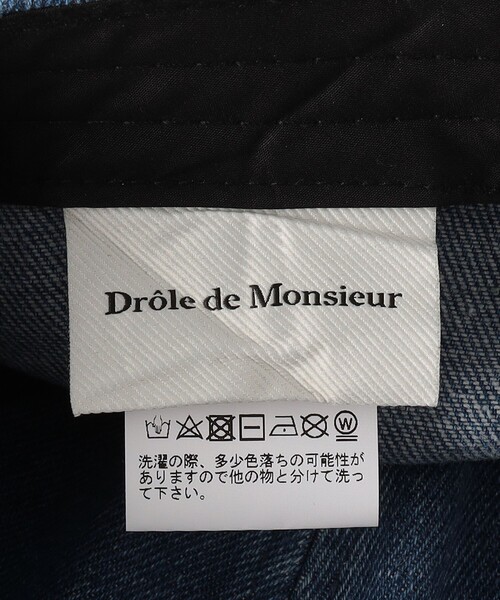 Drôle de Monsieur
洗濯の際、多少色落ちの可能性が
ありますので他の物と分けて洗っ
て下さい。